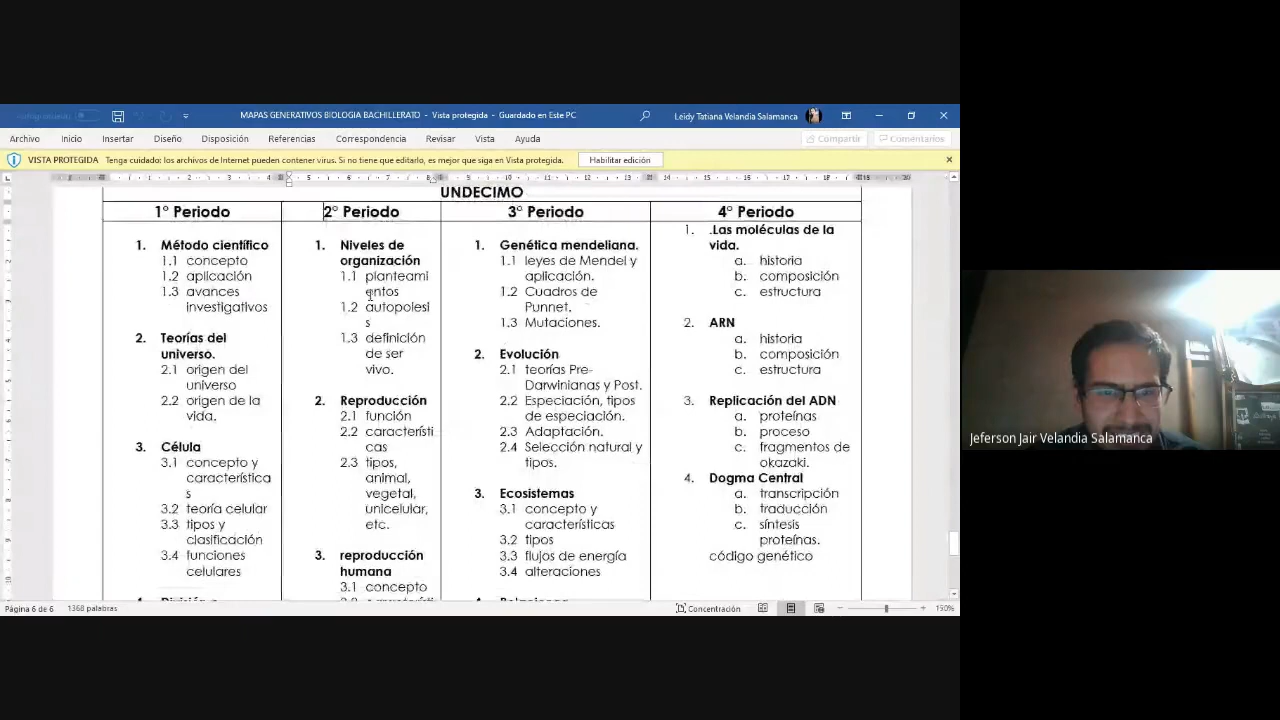 MAPAS GENERATIVOS BIOLOGIA BACHILLERATO - Vista protegida - Guardado en Este PC
Leidy Tatiana Velandia Salamanca
Archivo Inicio Insertar Diseño Disposición Referencias Correspondencia Revisar Vista Ayuda
Compartir Comentarios
VISTA PROTEGIDA Tenga cuidado: los archivos de Internet pueden contener virus. Si no tiene que editarlo, es mejor que siga en Vista protegida. Habilitar edición
UNDECIMO
1° Periodo
1. Método científico
1.1 concepto
1.2 aplicación
1.3 avances
investigativos
2. Teorías del
universo.
2.1 origen del
universo
2.2 origen de la
vida.
3. Célula
3.1 concepto y
característica
s
3.2 teoría celular
3.3 tipos y
clasificación
3.4 funciones
celulares
2° Periodo
1. Niveles de
organización
1.1 planteami
entos
1.2 autopolesi
s
1.3 definición
de ser
vivo.
2. Reproducción
2.1 función
2.2 característi
cas
2.3 tipos,
animal,
vegetal,
unicelular,
etc.
3. reproducción
humana
3.1 concepto
3° Periodo
1. Genética mendeliana.
1.1 leyes de Mendel y
aplicación.
1.2 Cuadros de
Punnet.
1.3 Mutaciones.
2. Evolución
2.1 teorías Pre-
Darwinianas y Post.
2.2 Especiación, tipos
de especiación.
2.3 Adaptación.
2.4 Selección natural y
tipos.
3. Ecosistemas
3.1 concepto y
características
3.2 tipos
3.3 flujos de energía
3.4 alteraciones
4° Periodo
1. .Las moléculas de la
vida.
a. historia
b. composición
c. estructura
2. ARN
a. historia
b. composición
c. estructura
3. Replicación del ADN
a. proteínas
b. proceso
c. fragmentos de
okazaki.
4. Dogma Central
a. transcripción
b. traducción
c. síntesis
proteínas.
código genético
Página 6 de 6 1368 palabras
Concentración 150%
Jeferson Jair Velandia Salamanca